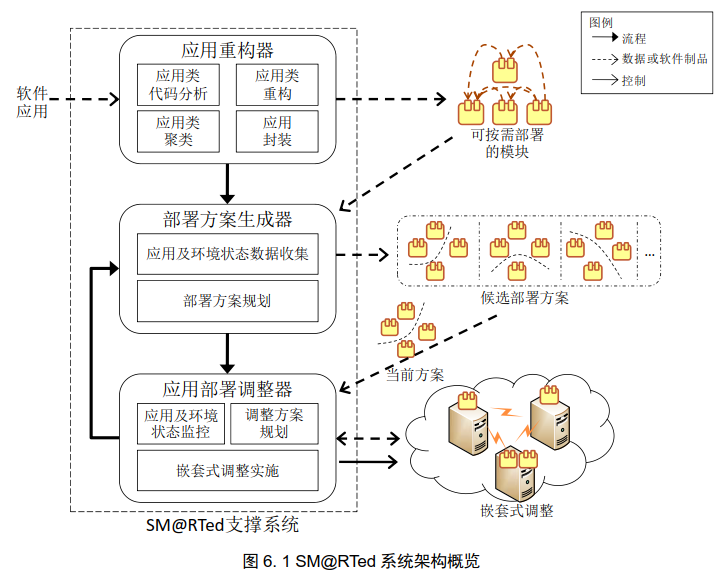 图例
流程
数据或软件制品
控制
软件
应用
应用重构器
应用类
代码分析
应用类
重构
应用类
聚类
应用
封装
可按需部署
的模块
部署方案生成器
应用及环境状态数据收集
部署方案规划
...
候选部署方案
当前方案
应用部署调整器
应用及环境
状态监控
调整方案
规划
嵌套式调整实施
嵌套式调整
SM@RTed支撑系统
图 6. 1 SM@RTed 系统架构概览